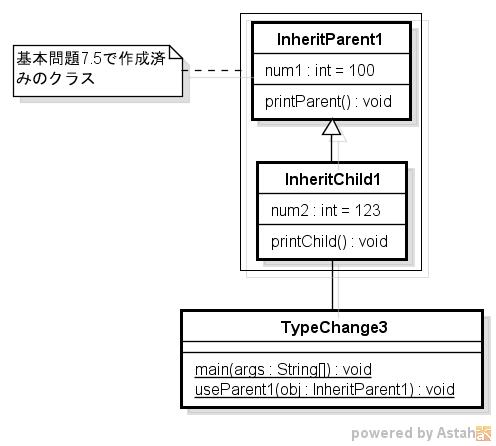 InheritParent1
基本問題7.5で作成済
みのクラス
num1 : int = 100
printParent() : void
InheritChild1
num2 : int = 123
printChild() : void
TypeChange3
main(args : String[]) : void
useParent1(obj : InheritParent1) : void
powered by Astah